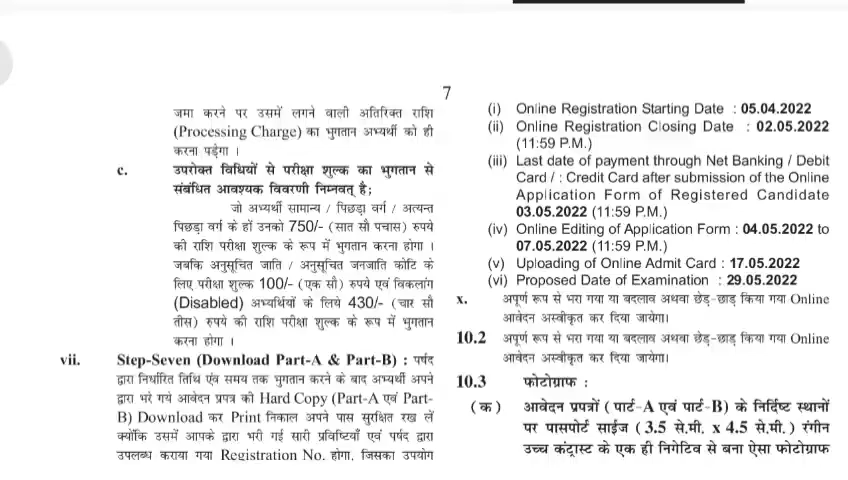 7
जमा करने पर उसमें लगने वाली अतिरिक्त राशि
(Processing Charge) का भुगतान अभ्यर्थी को ही
करना पड़ेगा ।
c. उपरोक्त विधियों से परीक्षा शुल्क का भुगतान से
संबंधित आवश्यक विवरणी निम्नवत् है;
जो अभ्यर्थी सामान्य / पिछड़ा वर्ग / अत्यन्त
पिछड़ा वर्ग के हों उनको 750/- (सात सौ पचास) रुपये
की राशि परीक्षा शुल्क के रूप में भुगतान करना होगा ।
जबकि अनुसूचित जाति / अनुसूचित जनजाति कोटि के
लिए परीक्षा शुल्क 100/- (एक सौ) रुपये एवं विकलांग
(Disabled) अभ्यर्थियों के लिये 430/- (चार सौ
तीस) रुपये की राशि परीक्षा शुल्क के रूप में भुगतान
करना होगा ।
vii. Step-Seven (Download Part-A & Part-B) : पर्षद
द्वारा निर्धारित तिथि एंव समय तक भुगतान करने के बाद अभ्यर्थी अपने
द्वारा भरे गये आवेदन प्रपत्र की Hard Copy (Part-A एवं Part-
B) Download कर Print निकाल अपने पास सुरक्षित रख लें
क्योंकि उसमें आपके द्वारा भरी गई सारी प्रविष्टियाँ एवं पर्षद द्वारा
उपलब्ध कराया गया Registration No. होगा, जिसका उपयोग
(i) Online Registration Starting Date : 05.04.2022
(ii) Online Registration Closing Date : 02.05.2022
(11:59 P.M.)
(iii) Last date of payment through Net Banking / Debit
Card / : Credit Card after submission of the Online
Application Form of Registered Candidate
03.05.2022 (11:59 P.M.)
(iv) Online Editing of Application Form : 04.05.2022 to
07.05.2022 (11:59 P.M.)
(v) Uploading of Online Admit Card : 17.05.2022
(vi) Proposed Date of Examination : 29.05.2022
x. अपूर्ण रूप से भरा गया या बदलाव अथवा छेड़-छाड़ किया गया Online
आवेदन अस्वीकृत कर दिया जायेगा।
10.2 अपूर्ण रूप से भरा गया या बदलाव अथवा छेड़-छाड़ किया गया Online
आवेदन अस्वीकृत कर दिया जायेगा।
10.3 फोटोग्राफ :
(क) आवेदन प्रपत्रों ( पार्ट-A एवं पार्ट-B) के निर्दिष्ट स्थानों
पर पासपोर्ट साईज ( 3.5 से.मी. x 4.5 से.मी. ) रंगीन
उच्च कंट्रास्ट के एक ही निगेटिव से बना ऐसा फोटोग्राफ